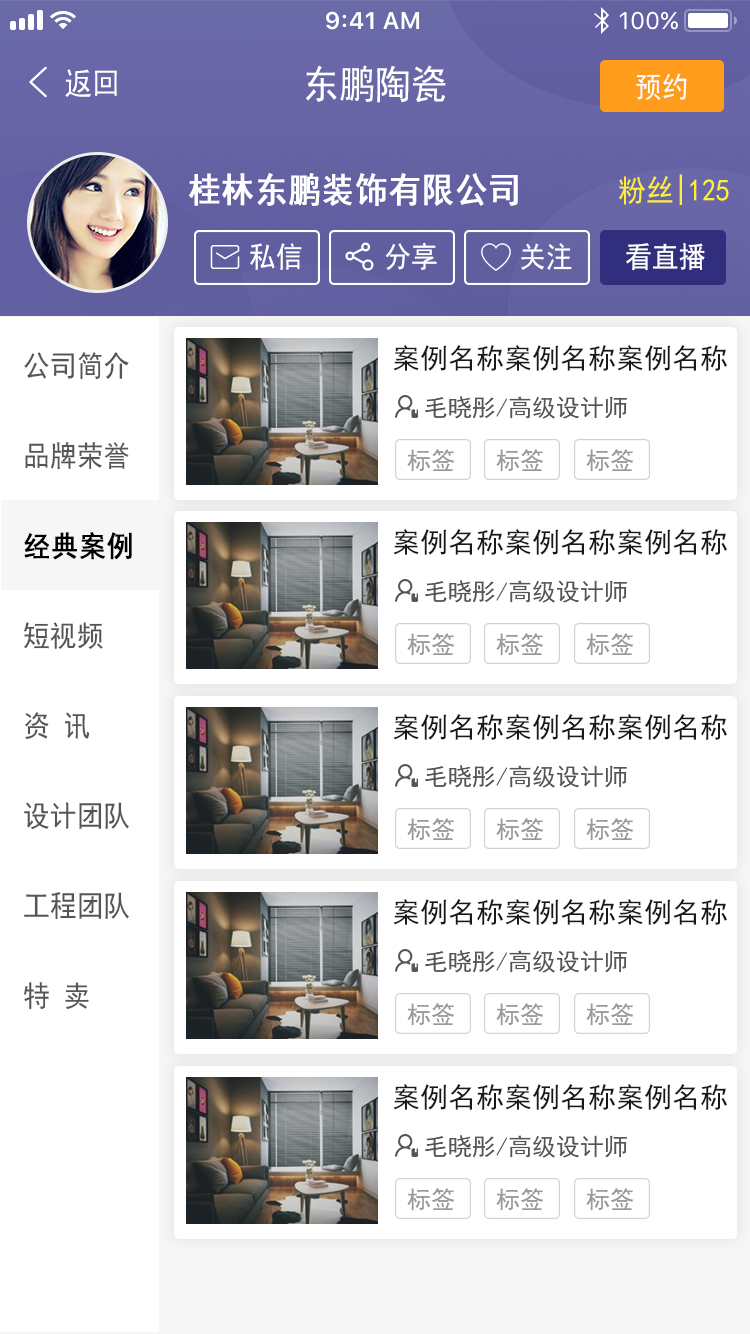 9:41 AM
100%
返回
东鹏陶瓷
预约
桂林东鹏装饰有限公司
粉丝|125
私信
分享
关注
看直播
公司简介
品牌荣誉
经典案例
短视频
资 讯
设计团队
工程团队
特 卖
案例名称案例名称案例名称
毛晓彤/高级设计师
标签 标签 标签
案例名称案例名称案例名称
毛晓彤/高级设计师
标签 标签 标签
案例名称案例名称案例名称
毛晓彤/高级设计师
标签 标签 标签
案例名称案例名称案例名称
毛晓彤/高级设计师
标签 标签 标签
案例名称案例名称案例名称
毛晓彤/高级设计师
标签 标签 标签